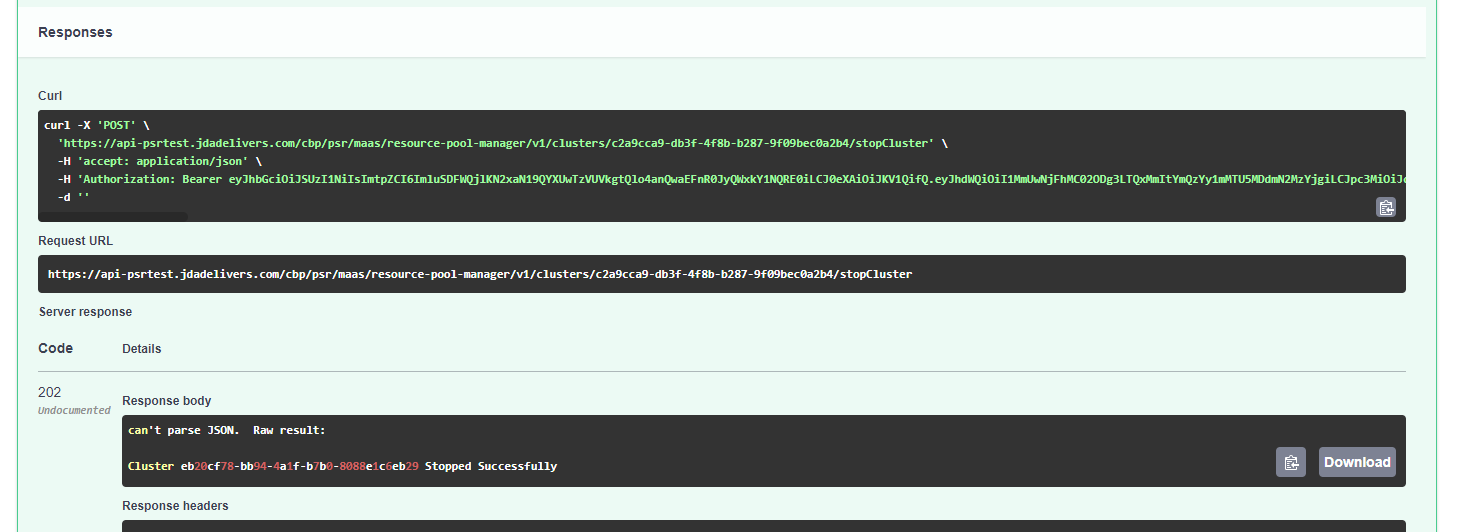 Responses
Curl
curl -X 'POST' \
'https://api-psrtest.jdadelivers.com/cbp/psr/maas/resource-pool-manager/v1/clusters/c2a9cca9-db3f-4f8b-b287-9f09bec0a2b4/stopCluster' \
-H 'accept: application/json' \
-H 'Authorization: Bearer
-d ''
Request URL
https://api-psrtest.jdadelivers.com/cbp/psr/maas/resource-pool-manager/v1/clusters/c2a9cca9-db3f-4f8b-b287-9f09bec0a2b4/stopCluster
Server response
Code Details
202
Undocumented
Response body
can't parse JSON.  Raw result:
Cluster eb20cf78-bb94-4a1f-b7b0-8088e1c6eb29 Stopped Successfully
Download
Response headers